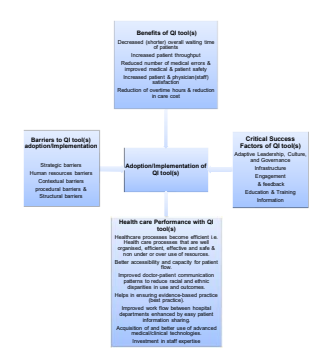 Benefits of QI tool(s)
Decreased (shorter) overall waiting time
of patients
Increased patient throughput
Reduced number of medical errors &
improved medical & patient safety
Increased patient & physician(staff)
satisfaction
Reduction of overtime hours & reduction
in care cost
Barriers to QI tool(s)
adoption/Implementation
Strategic barriers
Human resources barriers
Contextual barriers
procedural barriers &
Structural barriers
Adoption/Implementation of
QI tool(s)
Critical Success
Factors of QI tool(s)
Adaptive Leadership, Culture,
and Governance
Infrastructure
Engagement
& feedback
Education & Training
Information
Health care Performance with QI
tool(s)
Healthcare processes become efficient i.e.
Health care processes that are well
organised, efficient, effective and safe &
non under or over use of resources.
Better accessibility and capacity for patient
flow.
Improved doctor-patient communication
patterns to reduce racial and ethnic
disparities in use and outcomes.
Helps in ensuring evidence-based practice
(best practice).
Improved work flow between hospital
departments enhanced by easy patient
information sharing.
Acquisition of and better use of advanced
medical/clinical technologies.
Investment in staff expertise